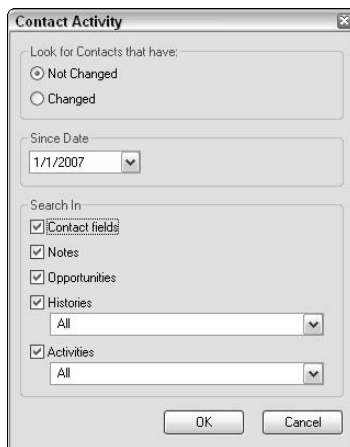 Contact Activity
Look for Contacts that have:
Not Changed
Changed
Since Date
1/1/2007
Search In
Contact fields
Notes
Opportunities
Histories
All
Activities
All
OK Cancel